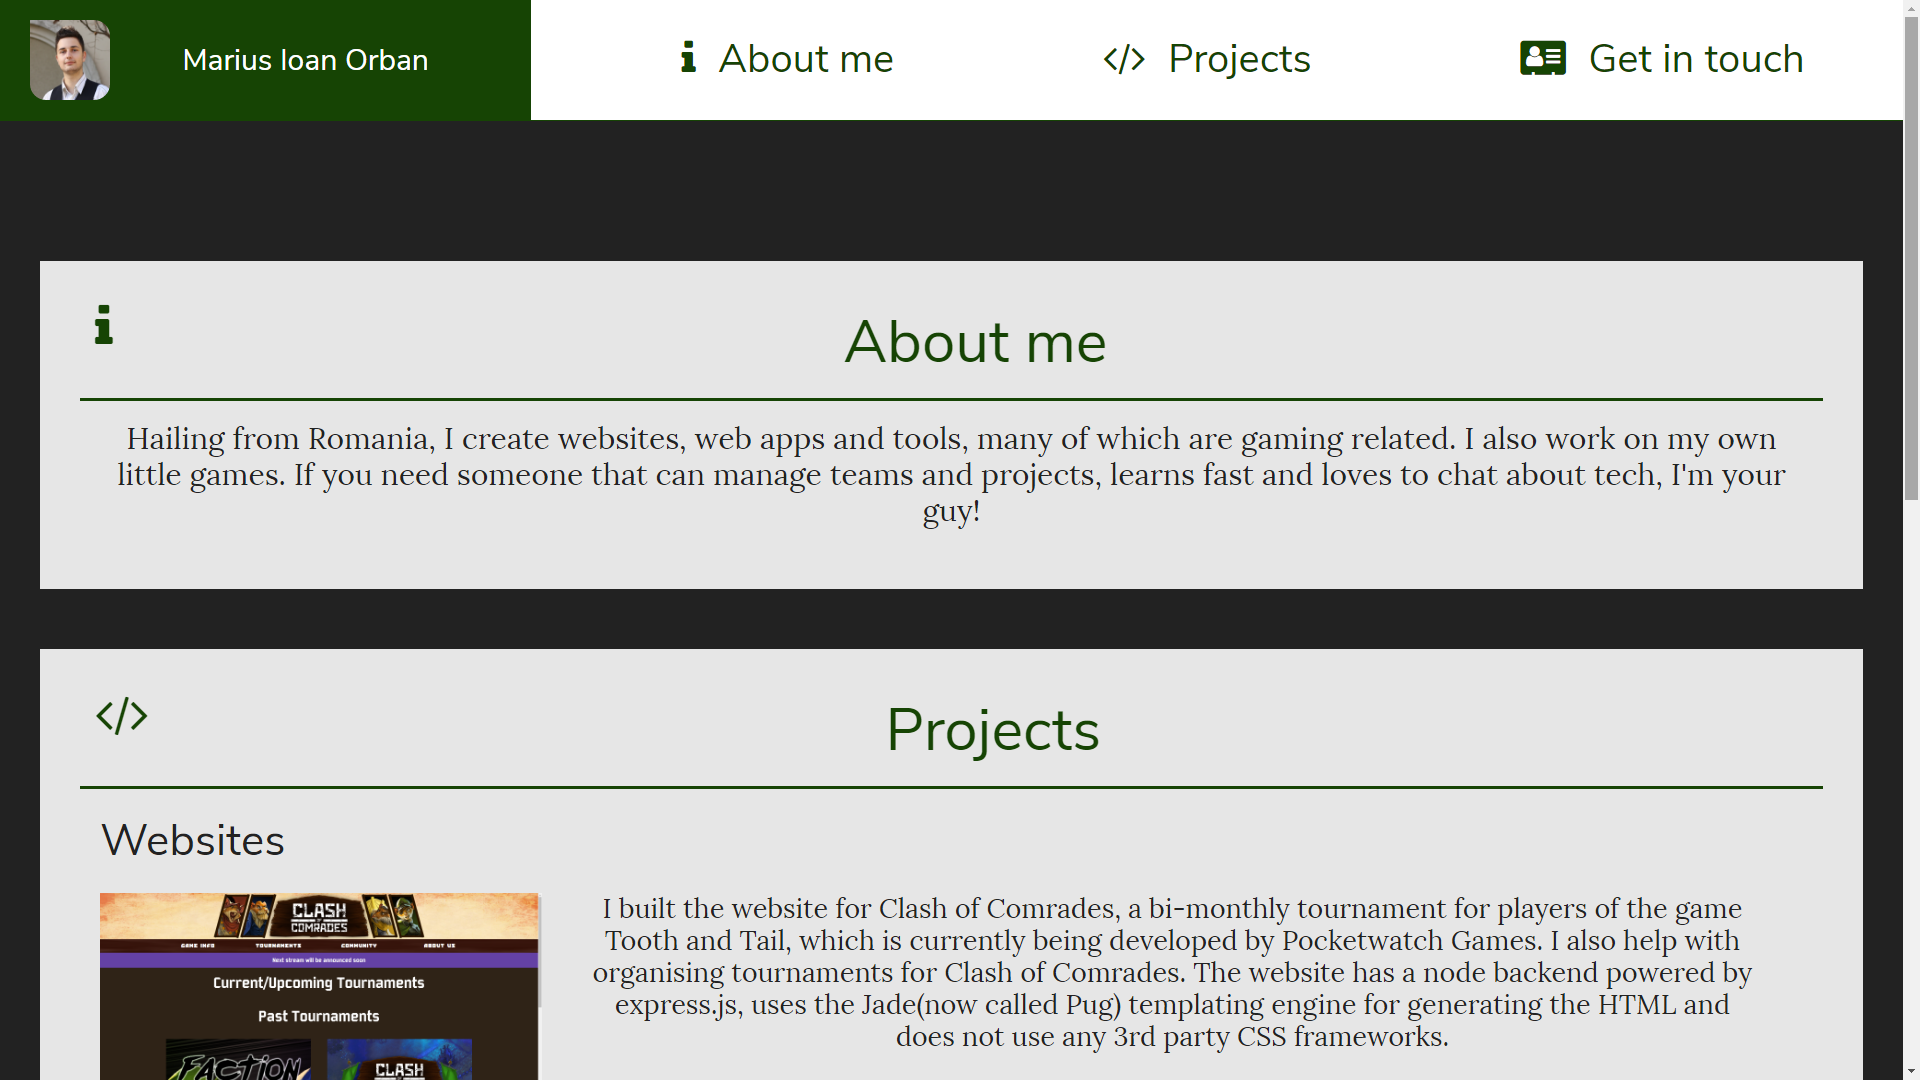 Marius Ioan Orban
About me
Projects
Get in touch
About me
Hailing from Romania, I create websites, web apps and tools, many of which are gaming related. I also work on my own
little games. If you need someone that can manage teams and projects, learns fast and loves to chat about tech, I'm your
guy!
Projects
Websites
CLASH
OF
COMRADES
GAME INFO
TOURNAMENTS
COMMUNITY
ABOUT US
Next stream will be announced soon
Current/Upcoming Tournaments
Past Tournaments
FACTION
CLASH
I built the website for Clash of Comrades, a bi-monthly tournament for players of the game
Tooth and Tail, which is currently being developed by Pocketwatch Games. I also help with
organising tournaments for Clash of Comrades. The website has a node backend powered by
express.js, uses the Jade(now called Pug) templating engine for generating the HTML and
does not use any 3rd party CSS frameworks.